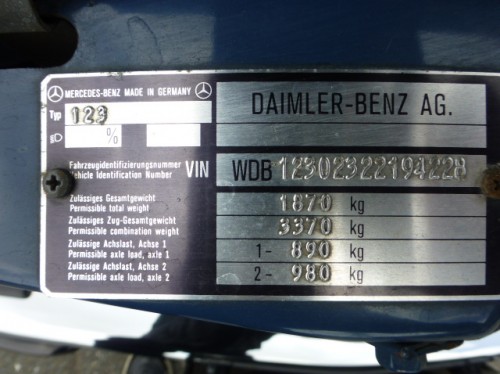 MERCEDES-BENZ MADE IN GERMANY
DAIMLER-BENZ AG.
Typ 123
%
Fahrzeugidentifizierungsnummer
Vehicle Identification Number
VIN WDB 12302322194228
Zulässiges Gesamtgewicht
Permissible total weight
1870 kg
Zulässiges Zug-Gesamtgewicht
Permissible combination weight
3370 kg
Zulässige Achslast, Achse 1
Permissible axle load, axle 1
1- 890 kg
Zulässige Achslast, Achse 2
Permissible axle load, axle 2
2- 980 kg